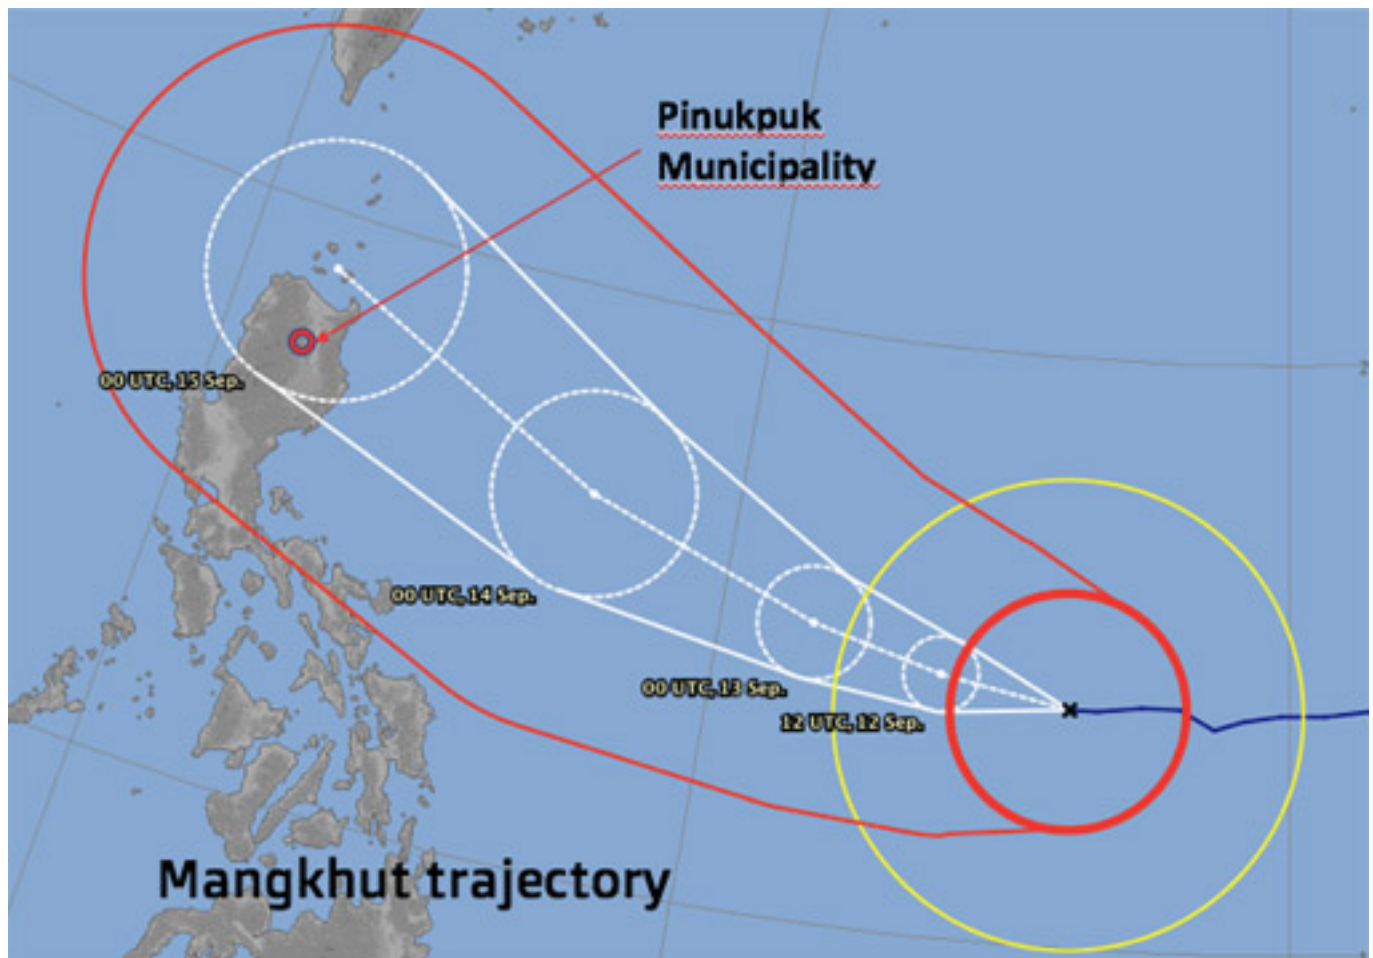 Pinukpuk
Municipality
00 UTC, 15 Sep.
00 UTC, 14 Sep.
00 UTC, 13 Sep.
12 UTC, 12 Sep.
Mangkhut trajectory